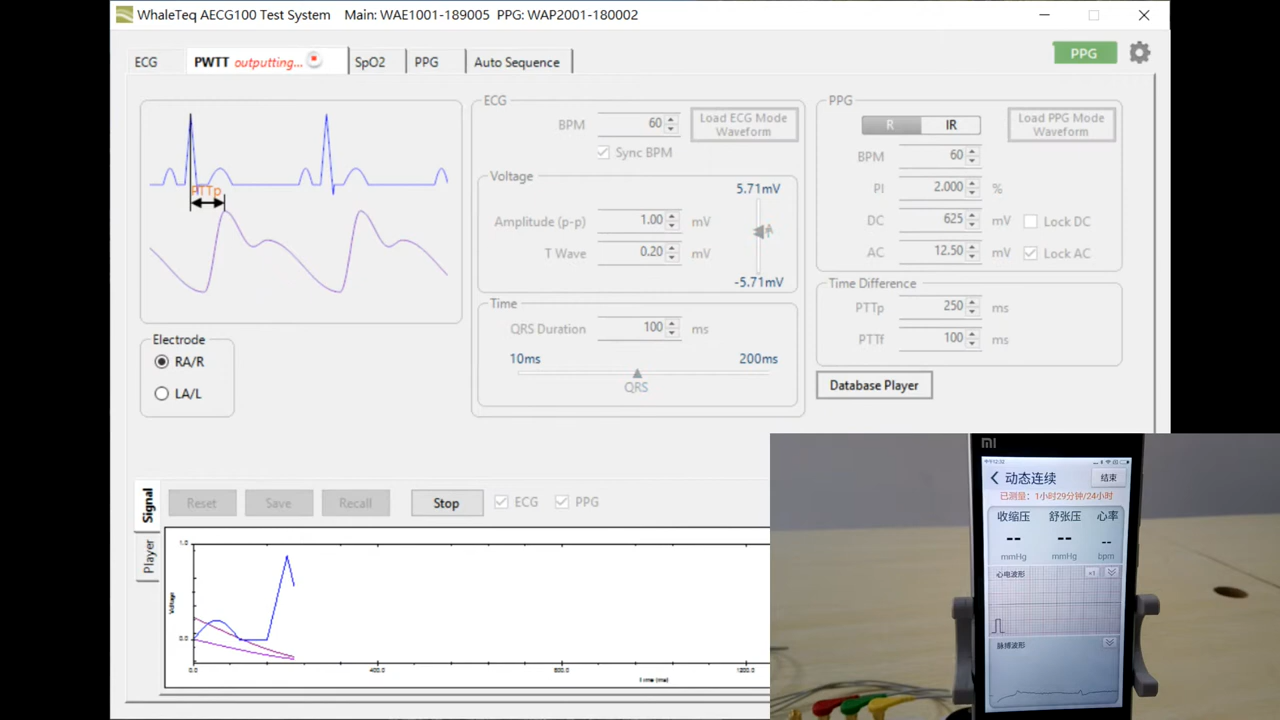 WhaleTeq AECG100 Test System Main: WAE1001-189005 PPG: WAP2001-180002
ECG PWTT outputting... SpO2 PPG Auto Sequence PPG
PTTp
Electrode
RA/R
LA/L
ECG
BPM 60 Load ECG Mode Waveform
Sync BPM
Voltage
5.71mV
Amplitude (p-p) 1.00 mV
T Wave 0.20 mV
-5.71mV
Time
QRS Duration 100 ms
10ms 200ms
QRS
PPG
R IR Load PPG Mode Waveform
BPM 60
PI 2.000 %
DC 625 mV Lock DC
AC 12.50 mV Lock AC
Time Difference
PTTp 250 ms
PTTf 100 ms
Database Player
Signal
Player
Reset Save Recall Stop ECG PPG
1.0
Voltage
0.0
0.0 400.0 800.0 1200.0
Time (ms)
mi
动态连续 结束
已测量：1小时29分钟/24小时
收缩压 舒张压 心率
-- -- --
mmHg mmHg bpm
心电波形 ×1
脉搏波形